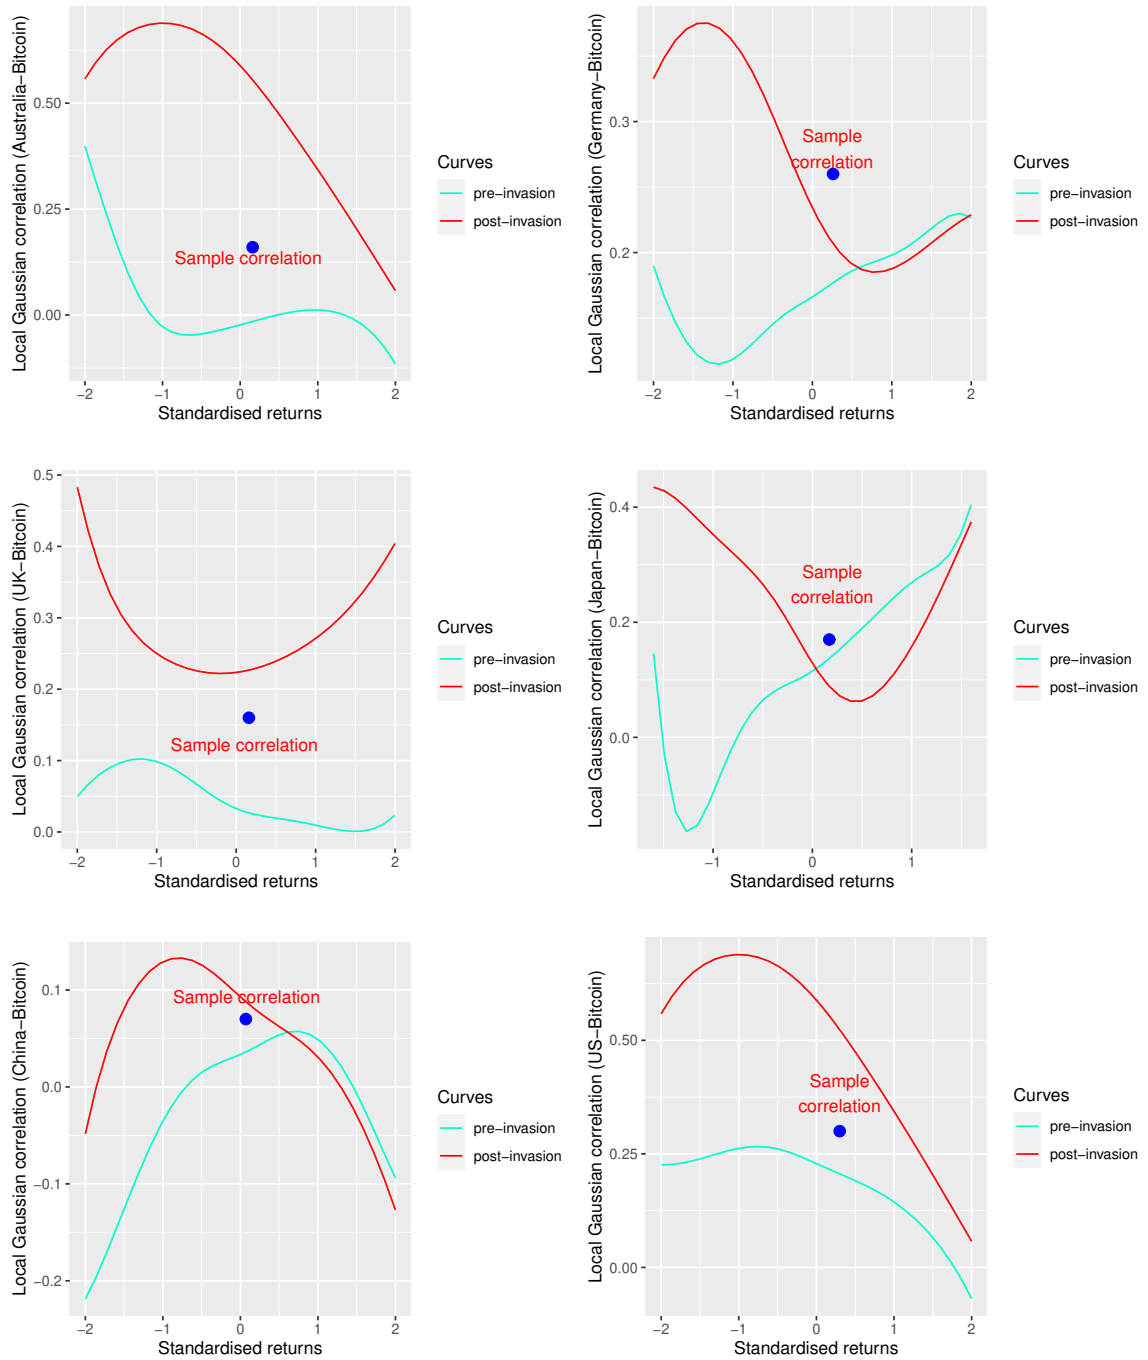 Local Gaussian correlation (Australia−Bitcoin)
0.50
0.25
0.00
−2
−1
0
1
2
Standardised returns
Sample correlation
Curves
pre−invasion
post−invasion
Local Gaussian correlation (Germany−Bitcoin)
0.3
0.2
−2
−1
0
1
2
Standardised returns
Sample
correlation
Curves
pre−invasion
post−invasion
Local Gaussian correlation (UK−Bitcoin)
0.5
0.4
0.3
0.2
0.1
0.0
−2
−1
0
1
2
Standardised returns
Sample correlation
Curves
pre−invasion
post−invasion
Local Gaussian correlation (Japan−Bitcoin)
0.4
0.2
0.0
−1
0
1
Standardised returns
Sample
correlation
Curves
pre−invasion
post−invasion
Local Gaussian correlation (China−Bitcoin)
0.1
0.0
−0.1
−0.2
−2
−1
0
1
2
Standardised returns
Sample correlation
Curves
pre−invasion
post−invasion
Local Gaussian correlation (US−Bitcoin)
0.50
0.25
0.00
−2
−1
0
1
2
Standardised returns
Sample
correlation
Curves
pre−invasion
post−invasion